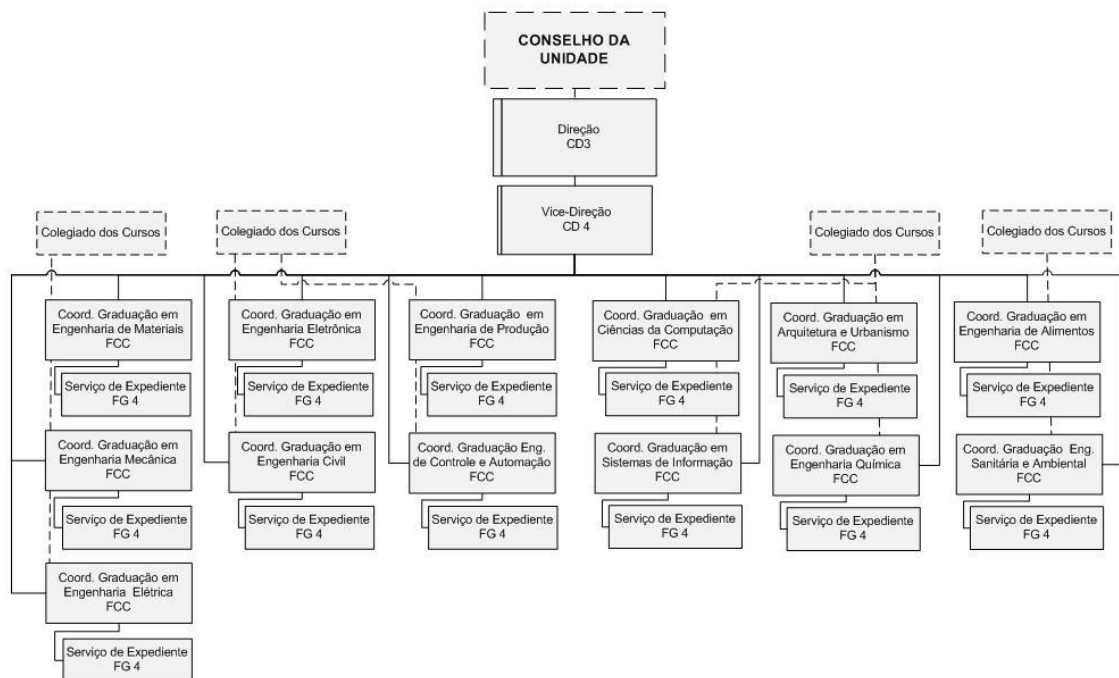 CONSELHO DA
UNIDADE
Direção
CD3
Vice-Direção
CD 4
Colegiado dos Cursos
Colegiado dos Cursos
Colegiado dos Cursos
Colegiado dos Cursos
Coord. Graduação em
Engenharia de Materiais
FCC
Coord. Graduação em
Engenharia Eletrônica
FCC
Coord. Graduação em
Engenharia de Produção
FCC
Coord. Graduação em
Ciências da Computação
FCC
Coord. Graduação em
Arquitetura e Urbanismo
FCC
Coord. Graduação em
Engenharia de Alimentos
FCC
Serviço de Expediente
FG 4
Serviço de Expediente
FG 4
Serviço de Expediente
FG 4
Serviço de Expediente
FG 4
Serviço de Expediente
FG 4
Serviço de Expediente
FG 4
Coord. Graduação em
Engenharia Mecânica
FCC
Coord. Graduação em
Engenharia Civil
FCC
Coord. Graduação Eng.
de Controle e Automação
FCC
Coord. Graduação em
Sistemas de Informação
FCC
Coord. Graduação em
Engenharia Química
FCC
Coord. Graduação Eng.
Sanitária e Ambiental
FCC
Serviço de Expediente
FG 4
Serviço de Expediente
FG 4
Serviço de Expediente
FG 4
Serviço de Expediente
FG 4
Serviço de Expediente
FG 4
Serviço de Expediente
FG 4
Coord. Graduação em
Engenharia Elétrica
FCC
Serviço de Expediente
FG 4